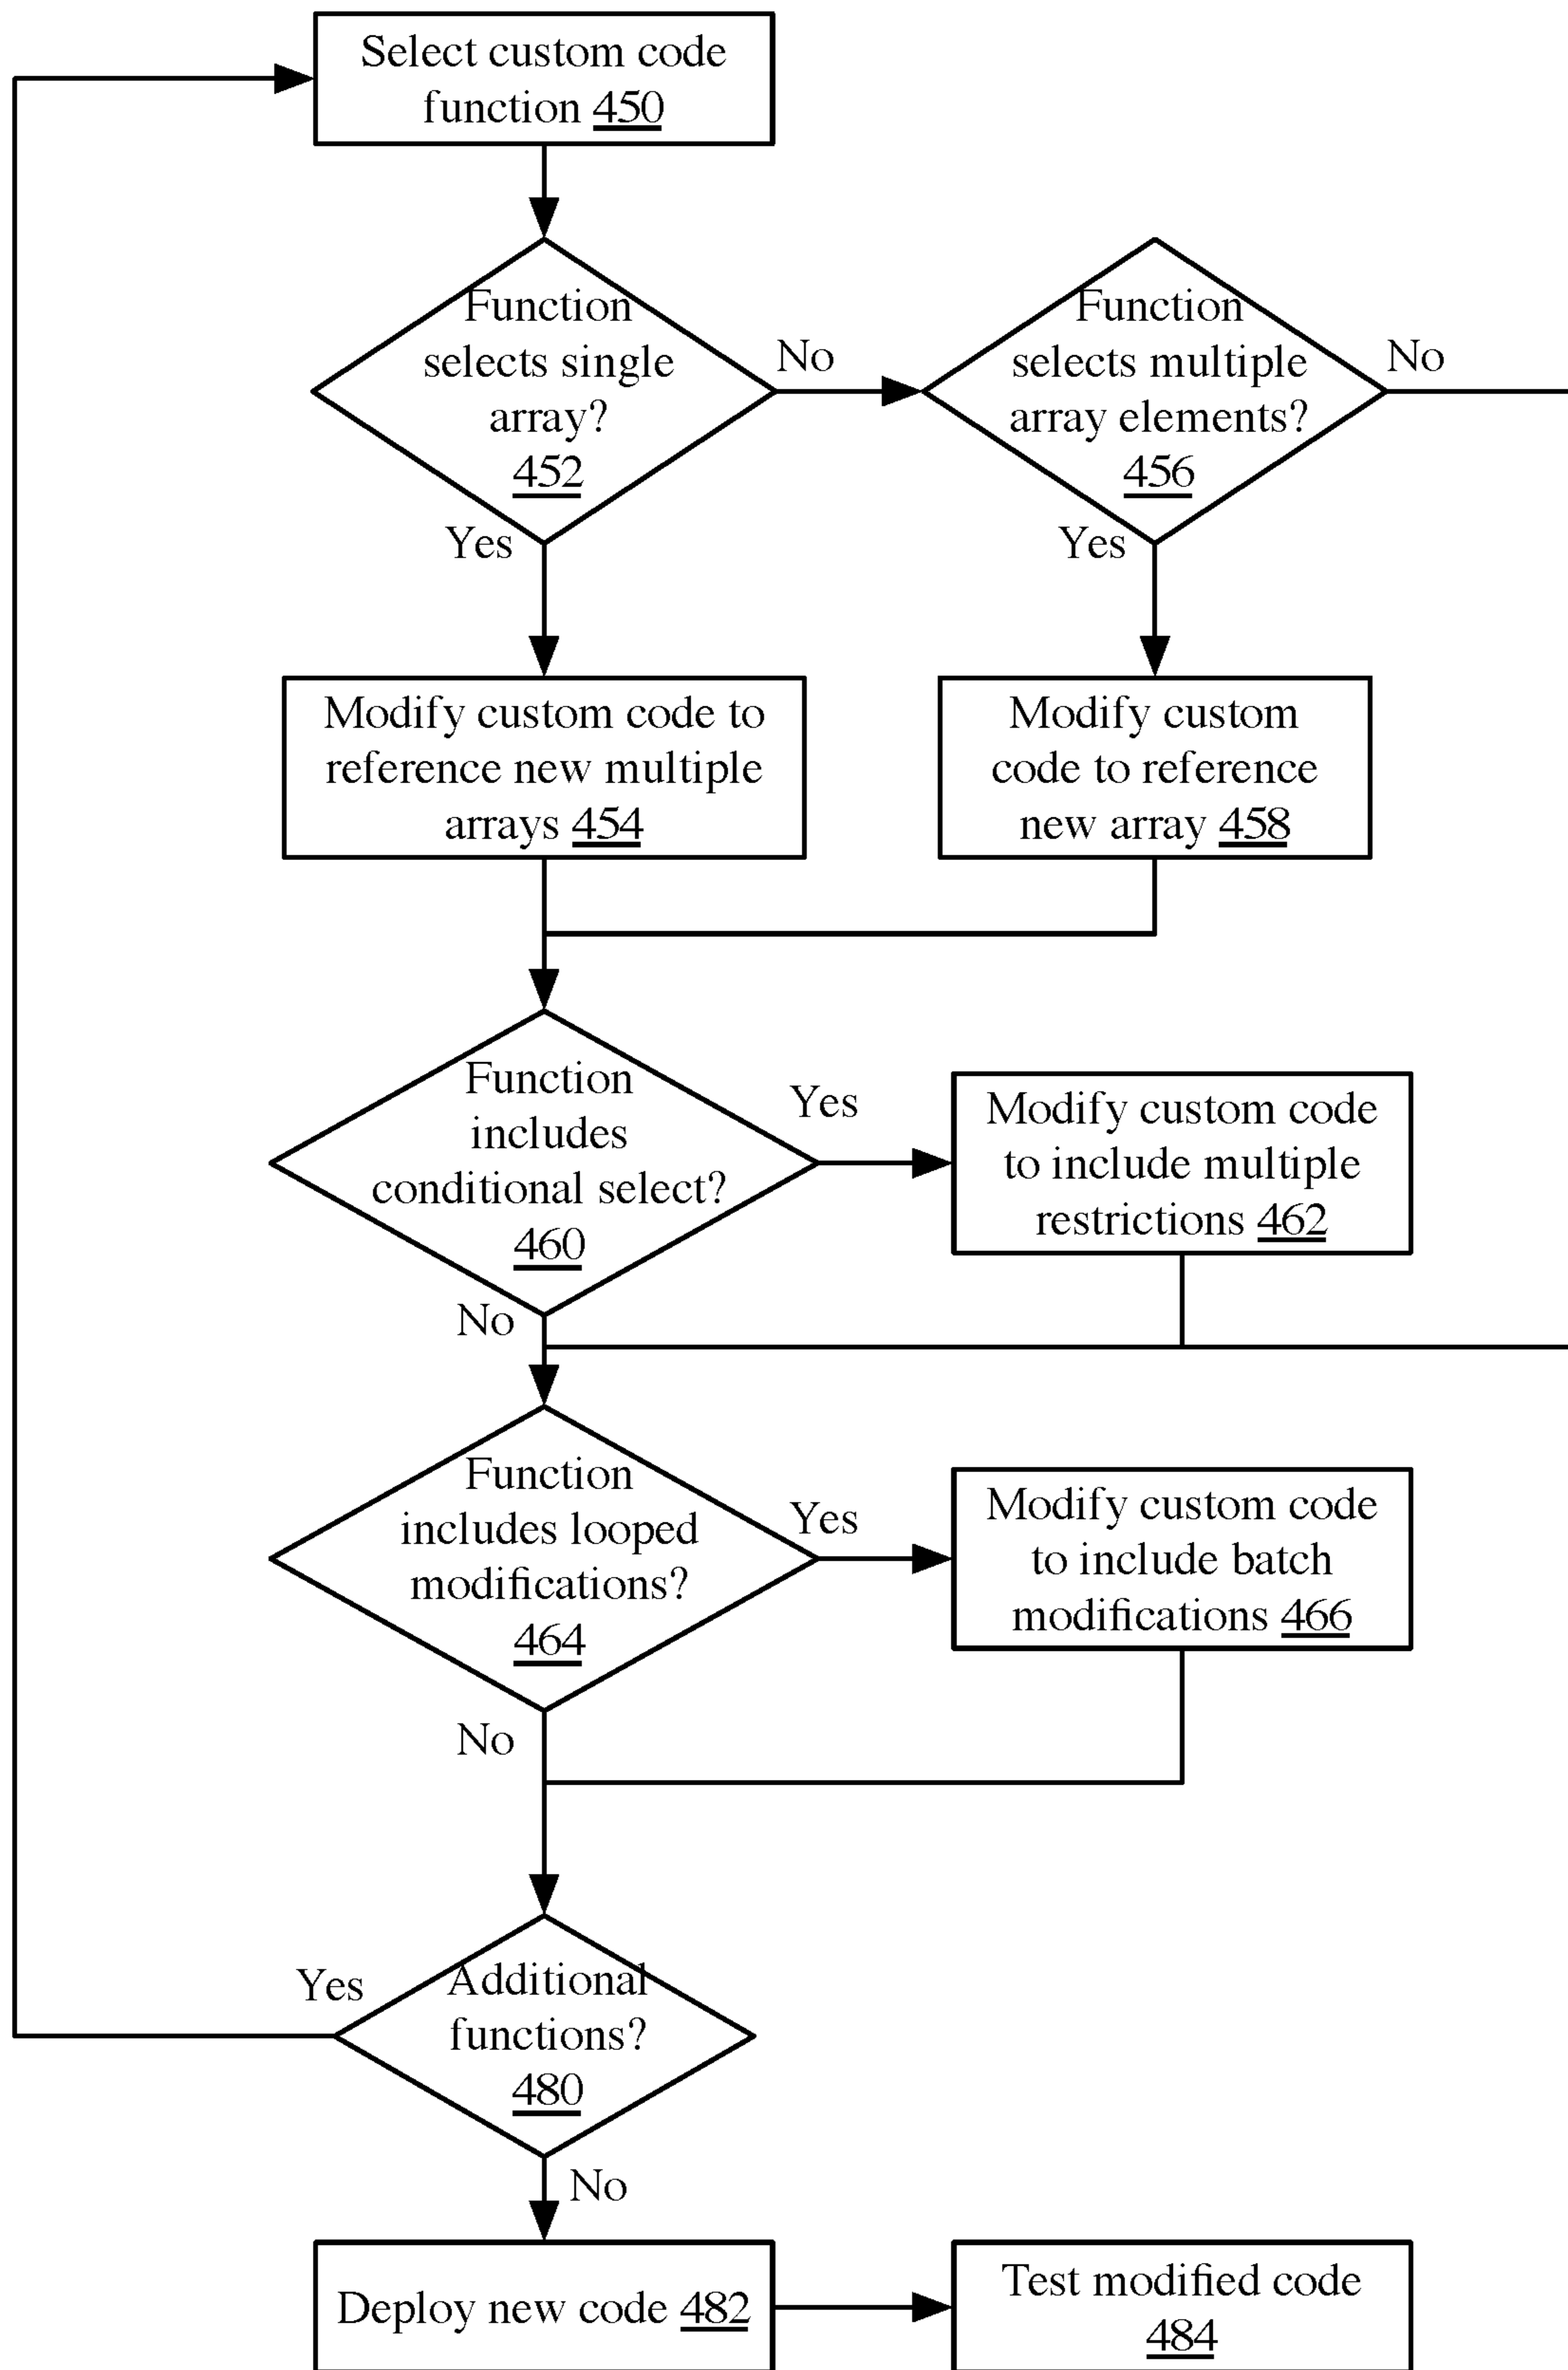 Select custom code
function 450
Function
selects single
array?
452
No
Function
selects multiple
array elements?
456
No
Yes
Yes
Modify custom code to
reference new multiple
arrays 454
Modify custom
code to reference
new array 458
Function
includes
conditional select?
460
Yes
Modify custom code
to include multiple
restrictions 462
No
Function
includes looped
modifications?
464
Yes
Modify custom code
to include batch
modifications 466
No
Yes
Additional
functions?
480
No
Deploy new code 482
Test modified code
484